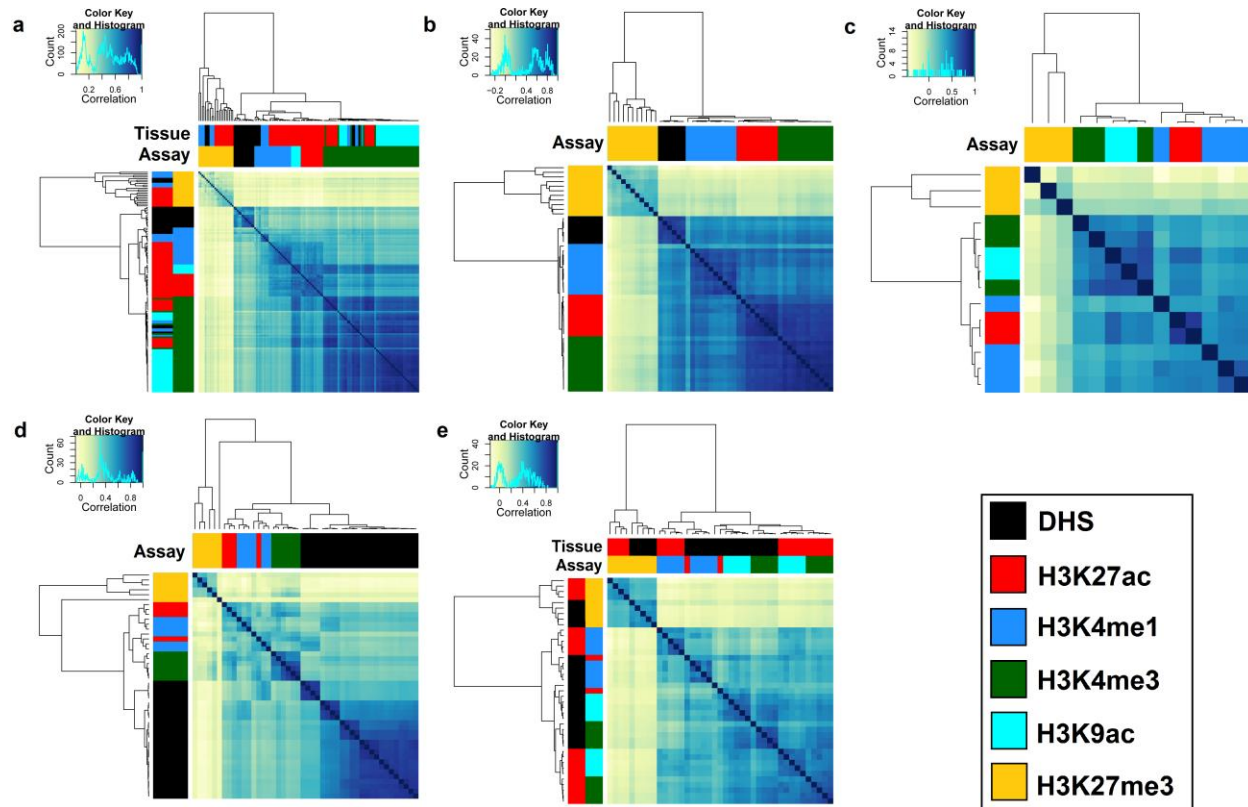 a
Color Key
and Histogram
Count
0 100 200
0.2 0.6 1
Correlation
Tissue
Assay
b
Color Key
and Histogram
Count
0 20 40
−0.2 0.4 0.8
Correlation
Assay
c
Color Key
and Histogram
Count
0 4 8 14
0 0.5 1
Correlation
Assay
d
Color Key
and Histogram
Count
0 30 60
0 0.4 0.8
Correlation
Assay
e
Color Key
and Histogram
Count
0 20 40
0 0.4 0.8
Correlation
Tissue
Assay
DHS
H3K27ac
H3K4me1
H3K4me3
H3K9ac
H3K27me3